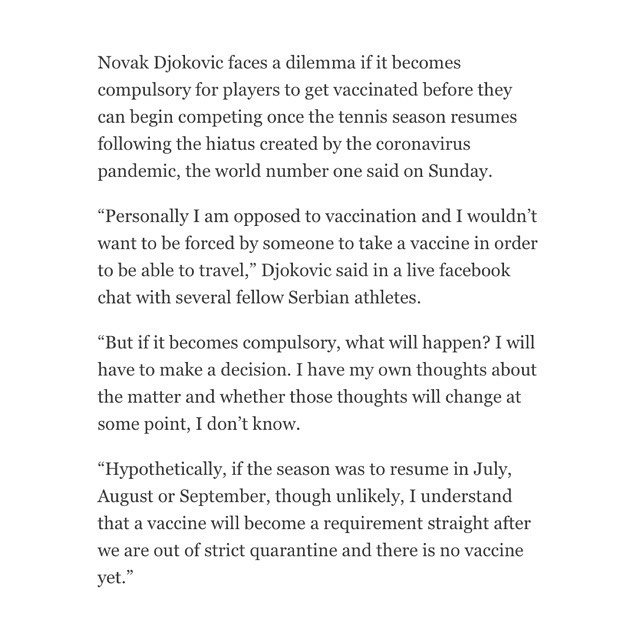 Novak Djokovic faces a dilemma if it becomes
compulsory for players to get vaccinated before they
can begin competing once the tennis season resumes
following the hiatus created by the coronavirus
pandemic, the world number one said on Sunday.
“Personally I am opposed to vaccination and I wouldn’t
want to be forced by someone to take a vaccine in order
to be able to travel,” Djokovic said in a live facebook
chat with several fellow Serbian athletes.
“But if it becomes compulsory, what will happen? I will
have to make a decision. I have my own thoughts about
the matter and whether those thoughts will change at
some point, I don’t know.
“Hypothetically, if the season was to resume in July,
August or September, though unlikely, I understand
that a vaccine will become a requirement straight after
we are out of strict quarantine and there is no vaccine
yet.”